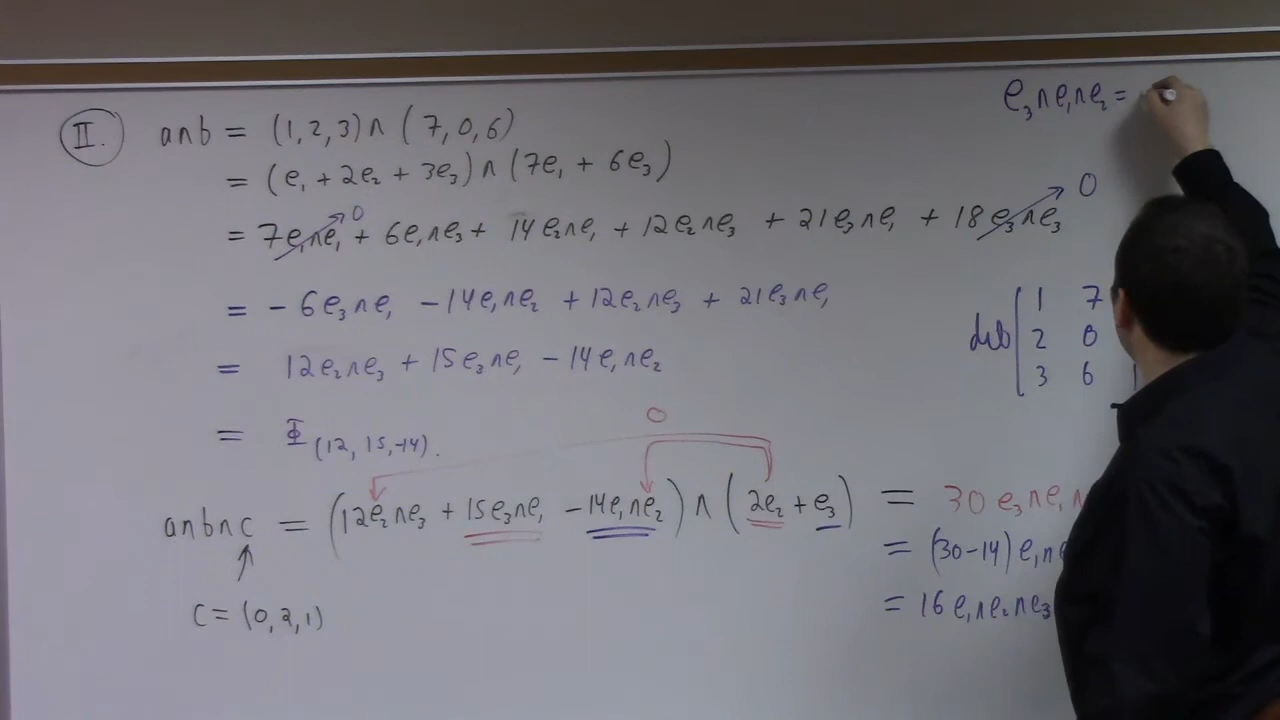 e₃∧e₁∧e₂ =
II. a∧b = (1,2,3)∧(7,0,6)
= (e₁ + 2e₂ + 3e₃)∧(7e₁ + 6e₃)
= 7e₁∧e₁ 0 + 6e₁∧e₃ + 14e₂∧e₁ + 12e₂∧e₃ + 21e₃∧e₁ + 18e₃∧e₃ 0
= -6e₃∧e₁ -14e₁∧e₂ + 12e₂∧e₃ + 21e₃∧e₁
= 12e₂∧e₃ + 15e₃∧e₁ - 14e₁∧e₂
det | 1 7
2 0
3 6 1
= Φ(12, 15, -14).
0
a∧b∧c = (12e₂∧e₃ + 15e₃∧e₁ - 14e₁∧e₂)∧(2e₂ + e₃) = 30e₃∧e₁∧
= (30-14)e₁∧e
= 16e₁∧e₂∧e₃
c = (0,2,1)